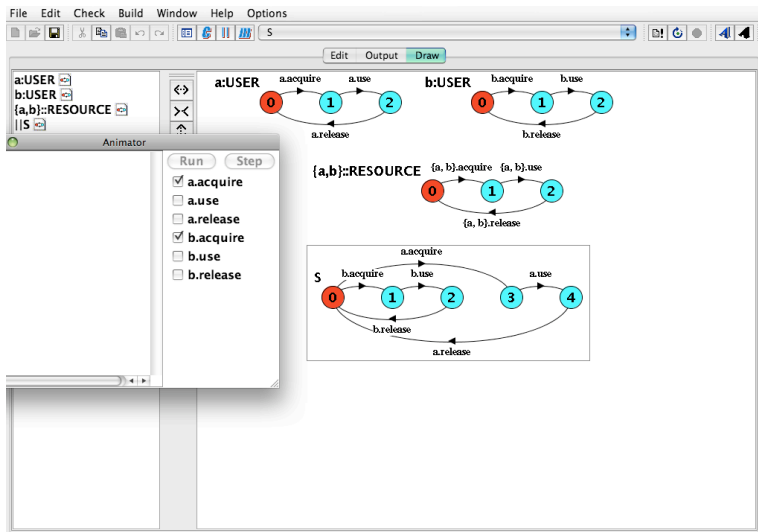 File Edit Check Build Window Help Options
S
Edit Output Draw
a:USER
b:USER
{a,b}::RESOURCE
||S
Animator
Run Step
a.acquire
a.use
a.release
b.acquire
b.use
b.release
a:USER a.acquire a.use
0 1 2
a.release
b:USER b.acquire b.use
0 1 2
b.release
{a,b}::RESOURCE {a, b}.acquire {a, b}.use
0 1 2
{a, b}.release
a.acquire
S b.acquire b.use a.use
0 1 2 3 4
b.release
a.release